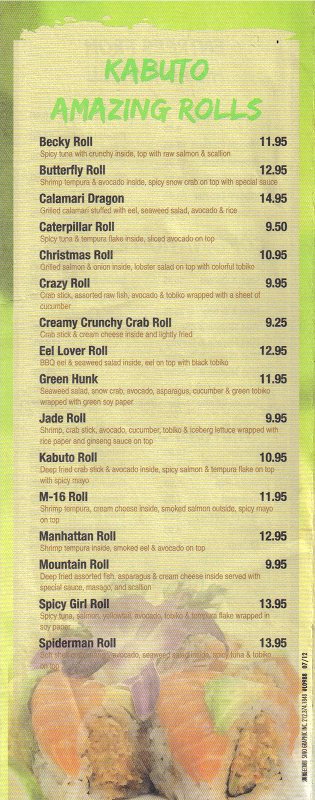 KABUTO
AMAZING ROLLS
Becky Roll 11.95
Spicy tuna with crunchy inside, top with raw salmon & scallion
Butterfly Roll 12.95
Shrimp tempura & avocado inside, spicy snow crab on top with special sauce
Calamari Dragon 14.95
Grilled calamari stuffed with eel, seaweed salad, avocado & rice
Caterpillar Roll 9.50
Spicy tuna & tempura flake inside, sliced avocado on top
Christmas Roll 10.95
Grilled salmon & onion inside, lobster salad on top with colorful tobiko
Crazy Roll 9.95
Crab stick, assorted raw fish, avocado & tobiko wrapped with a sheet of
cucumber
Creamy Crunchy Crab Roll 9.25
Crab stick & cream cheese inside and lightly fried
Eel Lover Roll 12.95
BBQ eel & seaweed salad inside, eel on top with black tobiko
Green Hunk 11.95
Seaweed salad, snow crab, avocado, asparagus, cucumber & green tobiko
wrapped with green soy paper
Jade Roll 9.95
Shrimp, crab stick, avocado, cucumber, tobiko & iceberg lettuce wrapped with
rice paper and ginseng sauce on top
Kabuto Roll 10.95
Deep fried crab stick & avocado inside, spicy salmon & tempura flake on top
with spicy mayo
M-16 Roll 11.95
Shrimp tempura, cream cheese inside, smoked salmon outside, spicy mayo
on top
Manhattan Roll 12.95
Shrimp tempura inside, smoked eel & avocado on top
Mountain Roll 9.95
Deep fried assorted fish, asparagus & cream cheese inside served with
special sauce, masago, and scallion
Spicy Girl Roll 13.95
Spicy tuna, salmon, yellowtail, avocado, tobiko & tempura flake wrapped in
soy paper
Spiderman Roll 13.95
Soft shell avocado, seaweed salad inside, spicy tuna & tobiko
on top
SINO GRAPHIC INC. 212.274.1840 07/12